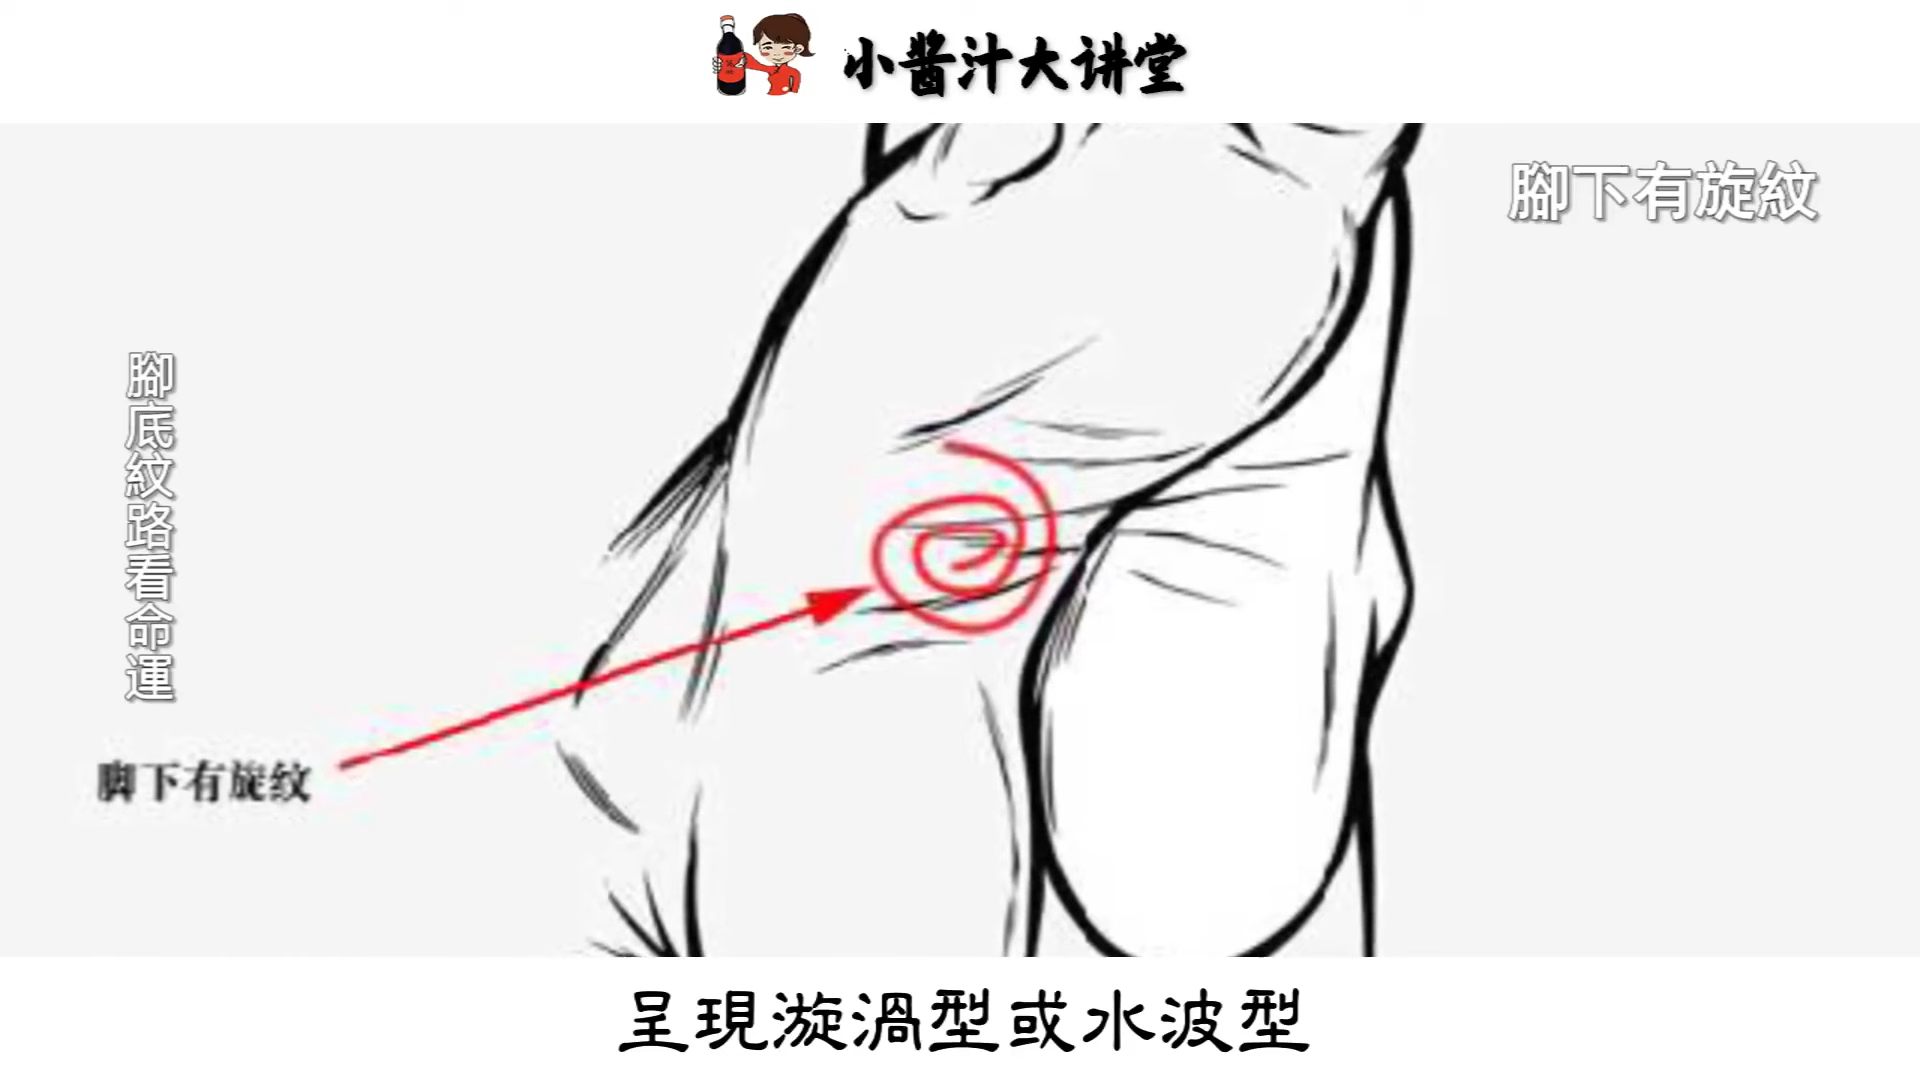 小酱汁大讲堂
腳下有旋紋
腳底紋路看命運
脚下有旋纹
呈現漩渦型或水波型